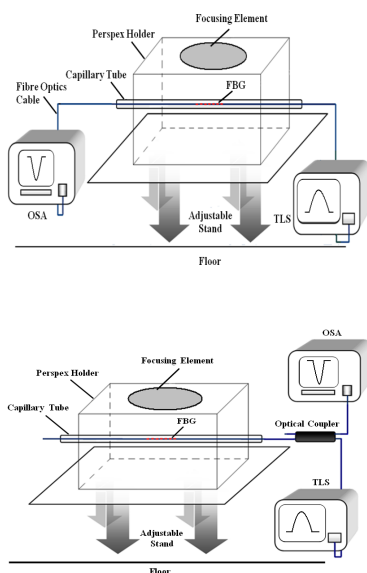 Focusing Element
Perspex Holder
Capillary Tube
Fibre Optics
Cable
FBG
OSA
Adjustable
Stand
TLS
Floor
OSA
Focusing Element
Perspex Holder
Capillary Tube
FBG
Optical Coupler
TLS
Adjustable
Stand
Floor